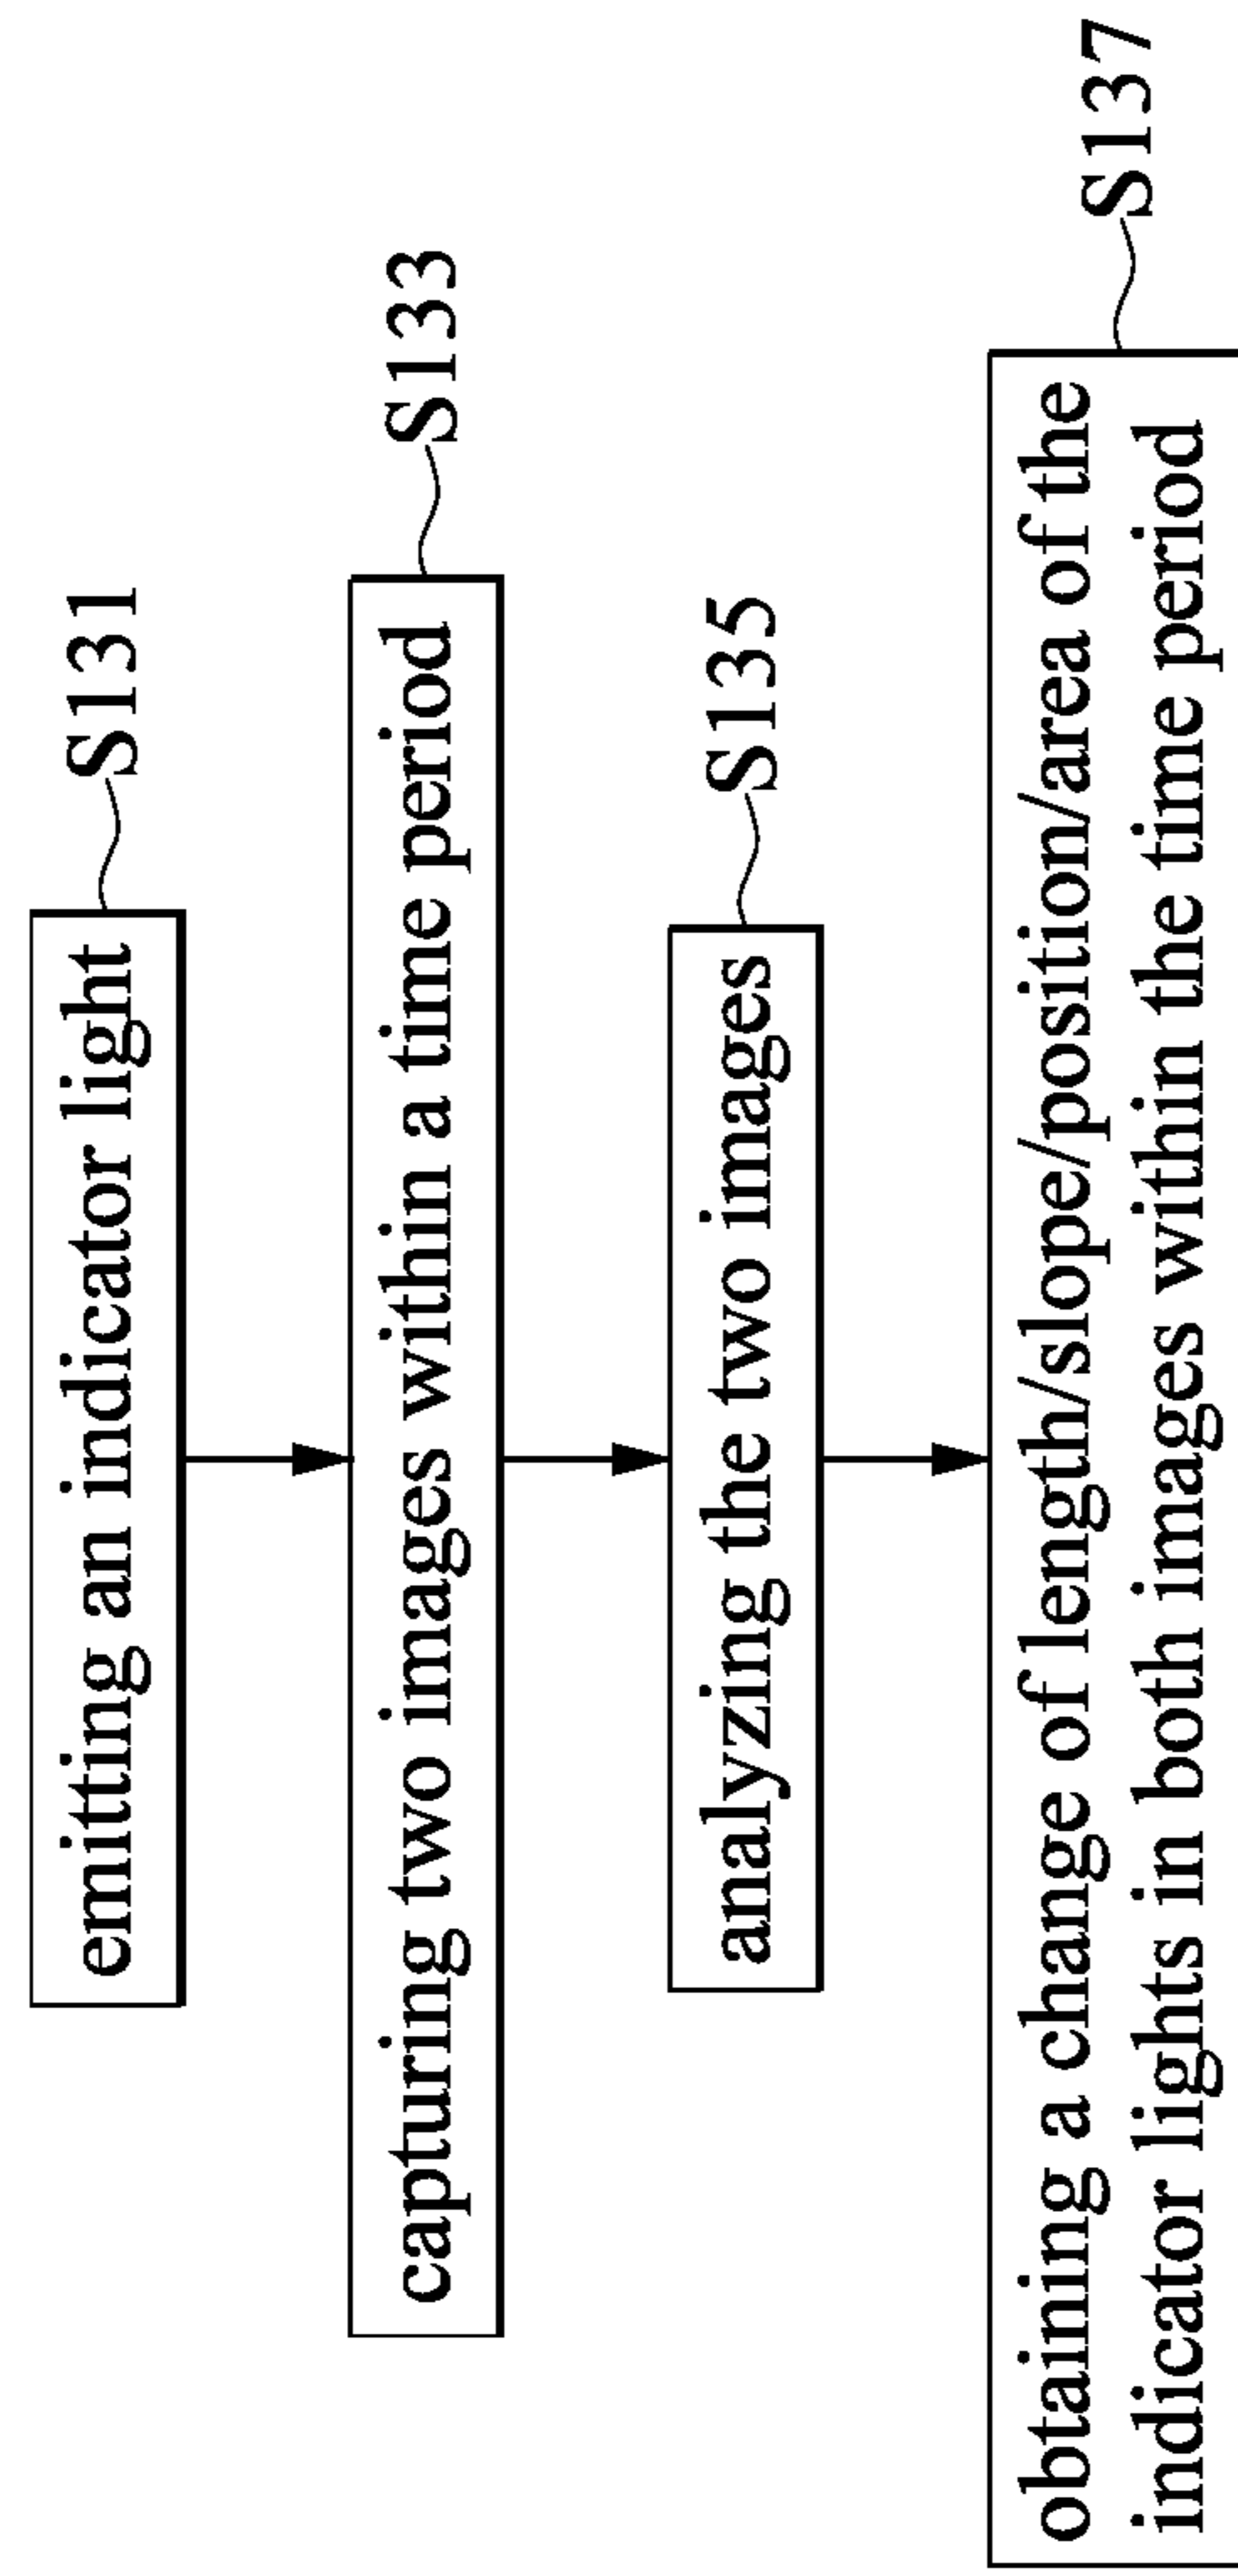 emitting an indicator light
S131
capturing two images within a time period
S133
analyzing the two images
S135
obtaining a change of length/slope/position/area of the
indicator lights in both images within the time period
S137